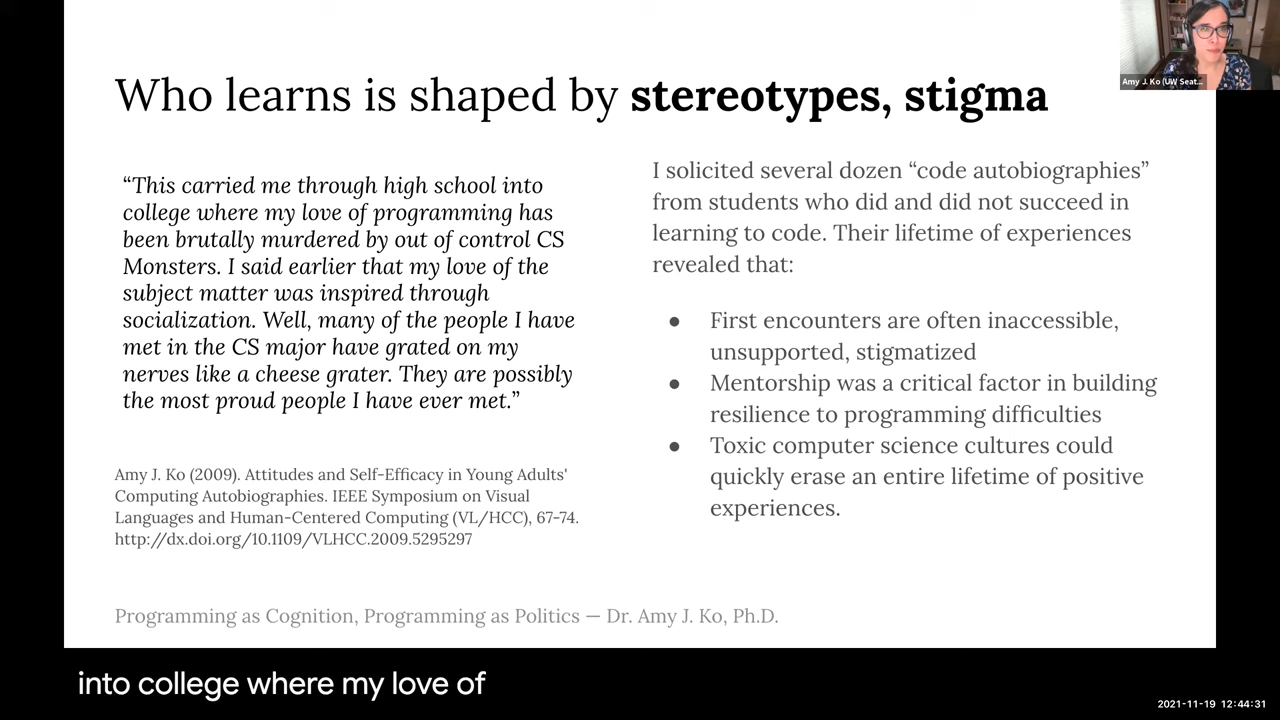 Who learns is shaped by stereotypes, stigma
“This carried me through high school into
college where my love of programming has
been brutally murdered by out of control CS
Monsters. I said earlier that my love of the
subject matter was inspired through
socialization. Well, many of the people I have
met in the CS major have grated on my
nerves like a cheese grater. They are possibly
the most proud people I have ever met.”
Amy J. Ko (2009). Attitudes and Self-Efficacy in Young Adults'
Computing Autobiographies. IEEE Symposium on Visual
Languages and Human-Centered Computing (VL/HCC), 67-74.
http://dx.doi.org/10.1109/VLHCC.2009.5295297
I solicited several dozen “code autobiographies”
from students who did and did not succeed in
learning to code. Their lifetime of experiences
revealed that:
● First encounters are often inaccessible,
unsupported, stigmatized
● Mentorship was a critical factor in building
resilience to programming difficulties
● Toxic computer science cultures could
quickly erase an entire lifetime of positive
experiences.
Programming as Cognition, Programming as Politics — Dr. Amy J. Ko, Ph.D.
Amy J. Ko (UW Seat...
into college where my love of
2021-11-19 12:44:31